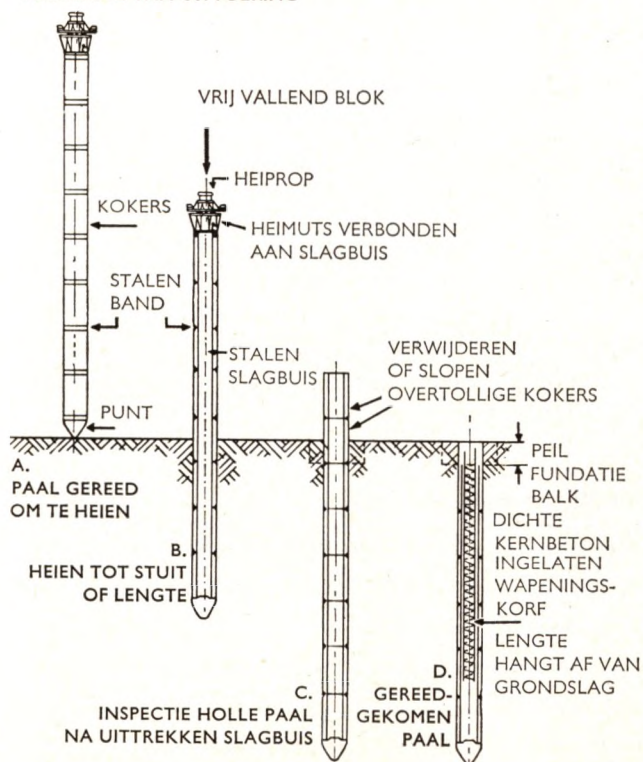 VRIJ VALLEND BLOK
HEIPROP
KOKERS
HEIMUTS VERBONDEN
AAN SLAGBUIS
STALEN
BAND
STALEN
SLAGBUIS
VERWIJDEREN
OF SLOPEN
OVERTOLLIGE KOKERS
PUNT
A.
PAAL GEREED
OM TE HEIEN
PEIL
FUNDATIE
BALK
B.
HEIEN TOT STUIT
OF LENGTE
DICHTE
KERNBETON
INGELATEN
WAPENINGS-
KORF
LENGTE
HANGT AF VAN
GRONDSLAG
C.
INSPECTIE HOLLE PAAL
NA UITTREKKEN SLAGBUIS
D.
GEREED-
GEKOMEN
PAAL